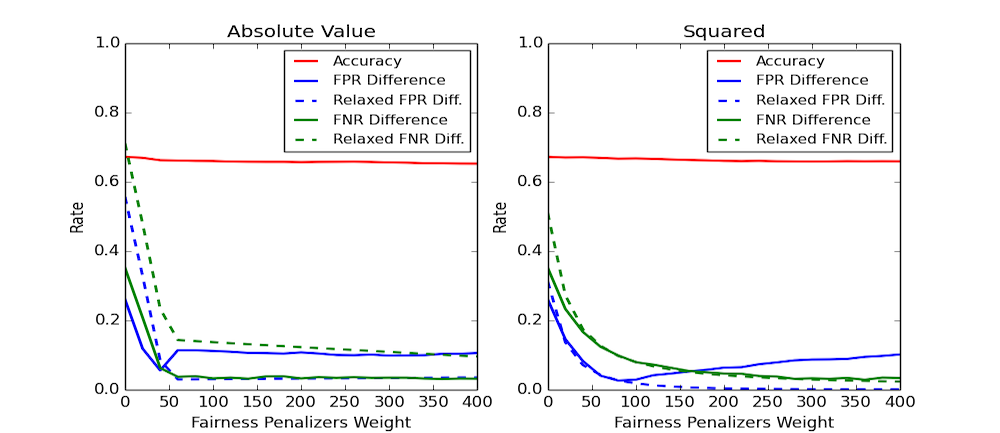 Absolute Value
1.0
0.8
0.6
0.4
0.2
0.0
Rate
0 50 100 150 200 250 300 350 400
Fairness Penalizers Weight
Accuracy
FPR Difference
Relaxed FPR Diff.
FNR Difference
Relaxed FNR Diff.
Squared
1.0
0.8
0.6
0.4
0.2
0.0
Rate
0 50 100 150 200 250 300 350 400
Fairness Penalizers Weight
Accuracy
FPR Difference
Relaxed FPR Diff.
FNR Difference
Relaxed FNR Diff.